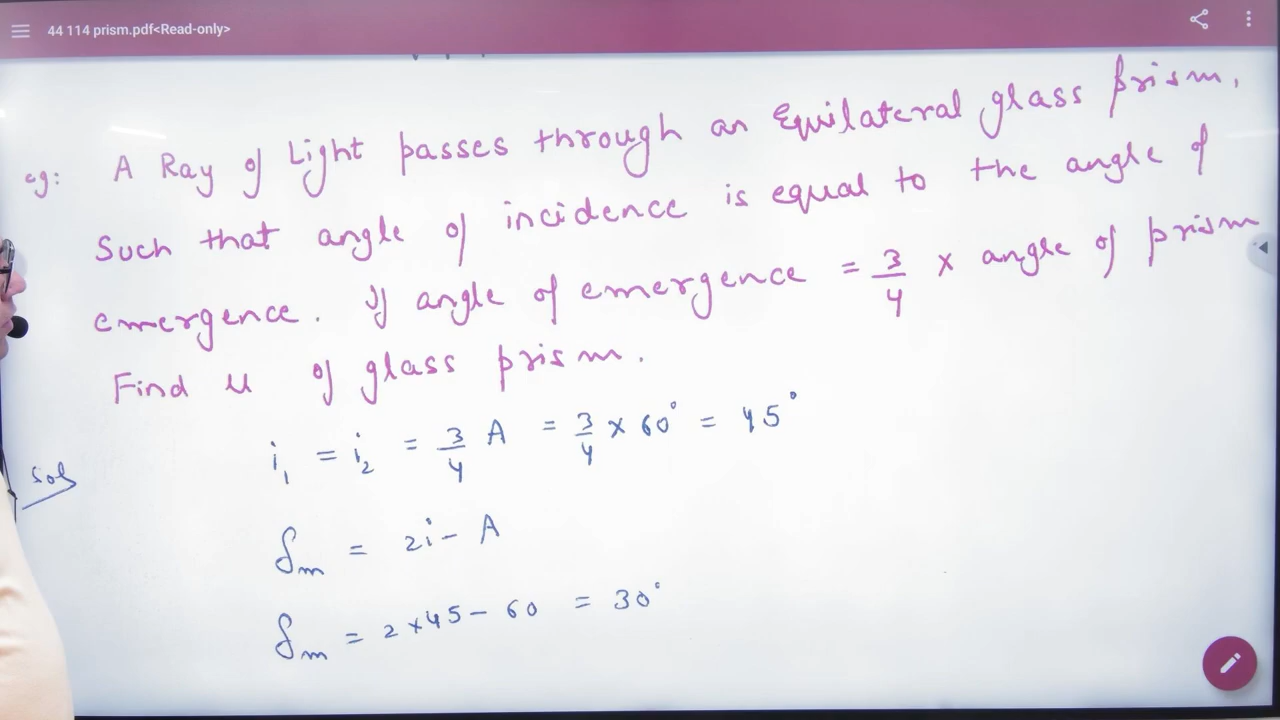 44 114 prism.pdf<Read-only>
eg: A Ray of Light passes through an Equilateral glass prism,
Such that angle of incidence is equal to the angle of
emergence. If angle of emergence = 3/4 × angle of prism
Find μ of glass prism.
Sol i₁ = i₂ = 3/4 A = 3/4 × 60° = 45°
δm = 2i - A
δm = 2×45 - 60 = 30°